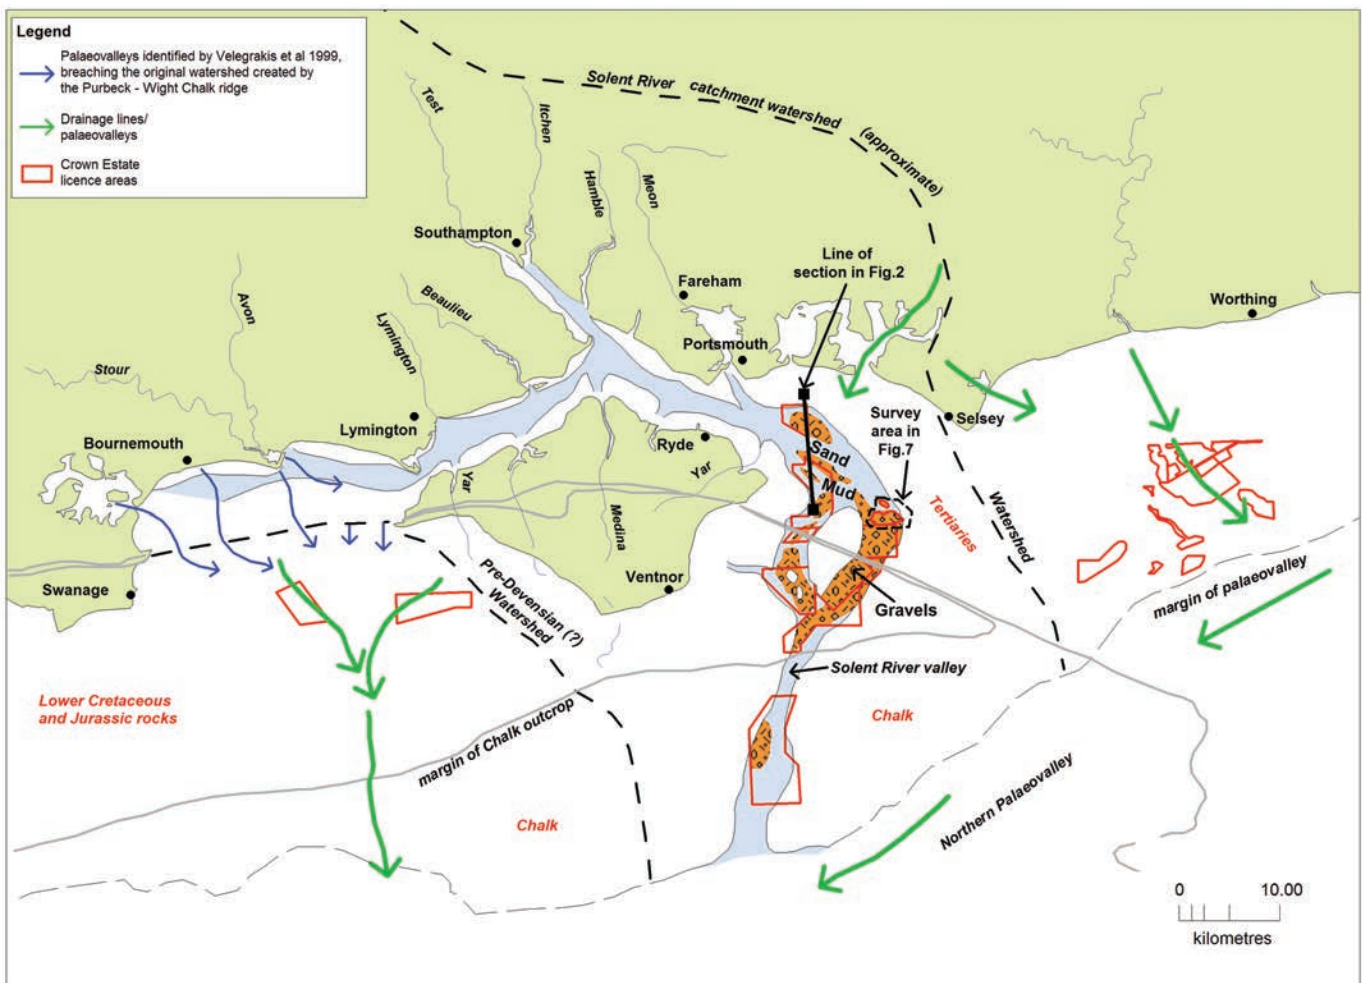 Legend
Palaeovalleys identified by Velegrakis et al 1999,
breaching the original watershed created by
the Purbeck - Wight Chalk ridge
Drainage lines/
palaeovalleys
Crown Estate
licence areas
Solent River catchment watershed (approximate)
Test
Itchen
Hamble
Meon
Southampton
Line of
section in Fig.2
Fareham
Worthing
Avon
Beaulieu
Lymington
Portsmouth
Stour
Survey
area in
Fig.7
Selsey
Lymington
Bournemouth
Ryde
Sand
Yar
Yar
Mud
Medina
Tertiaries
Watershed
Swanage
Pre-Devensian (?)
Watershed
Ventnor
Gravels
margin of palaeovalley
Solent River valley
Lower Cretaceous
and Jurassic rocks
Chalk
margin of Chalk outcrop
Northern Palaeovalley
Chalk
0 10.00
kilometres